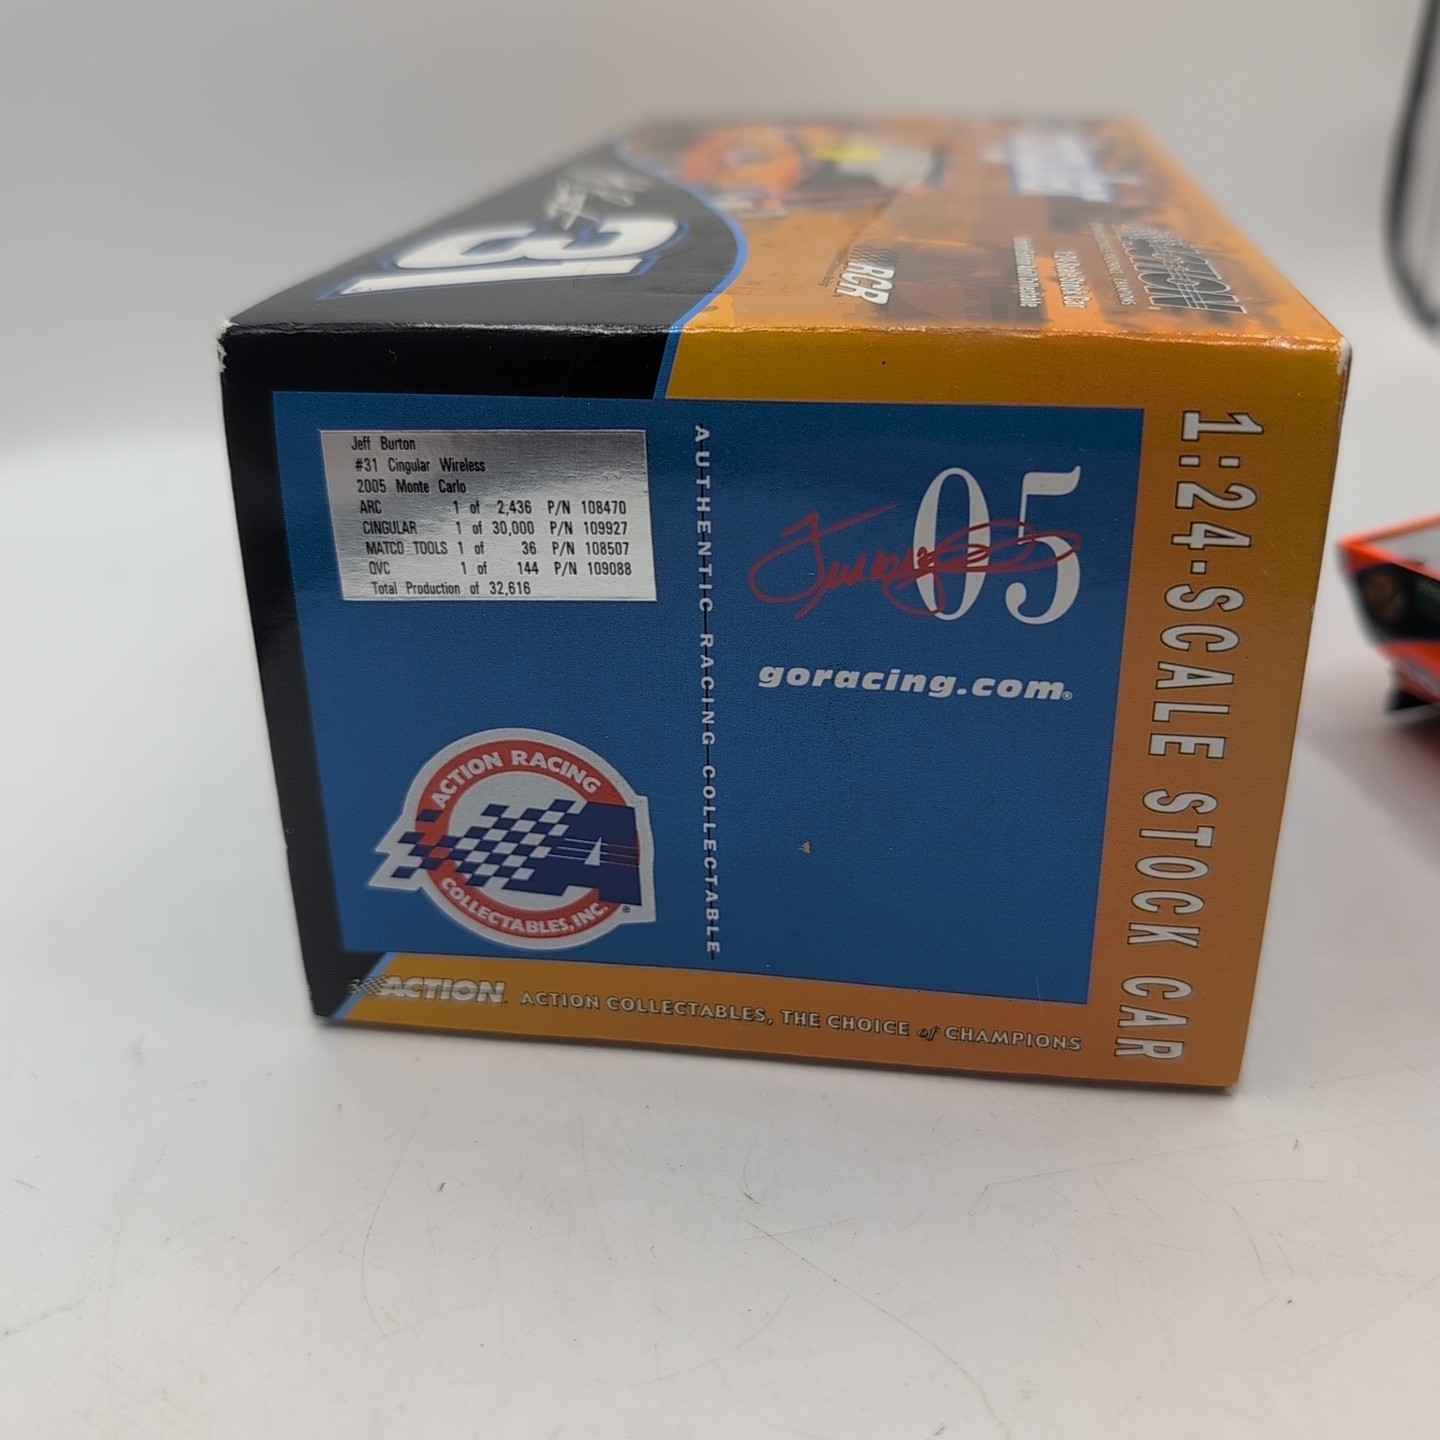 31
RCR
Jeff Burton
#31 Cingular Wireless
2005 Monte Carlo
ARC 1 of 2,436 P/N 108470
CINGULAR 1 of 30,000 P/N 109927
MATCO TOOLS 1 of 36 P/N 108507
QVC 1 of 144 P/N 109088
Total Production of 32,616
AUTHENTIC RACING COLLECTABLE
05
goracing.com®
1:24-SCALE STOCK CAR
ACTION RACING
A
COLLECTABLES, INC.
ACTION ACTION COLLECTABLES, THE CHOICE of CHAMPIONS